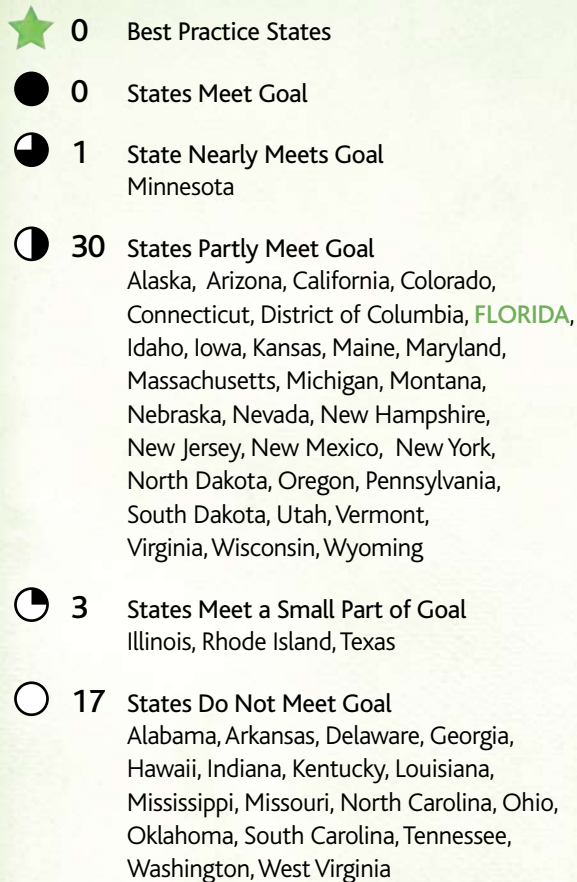 0 Best Practice States
0 States Meet Goal
1 State Nearly Meets Goal
Minnesota
30 States Partly Meet Goal
Alaska, Arizona, California, Colorado,
Connecticut, District of Columbia, FLORIDA,
Idaho, Iowa, Kansas, Maine, Maryland,
Massachusetts, Michigan, Montana,
Nebraska, Nevada, New Hampshire,
New Jersey, New Mexico, New York,
North Dakota, Oregon, Pennsylvania,
South Dakota, Utah, Vermont,
Virginia, Wisconsin, Wyoming
3 States Meet a Small Part of Goal
Illinois, Rhode Island, Texas
17 States Do Not Meet Goal
Alabama, Arkansas, Delaware, Georgia,
Hawaii, Indiana, Kentucky, Louisiana,
Mississippi, Missouri, North Carolina, Ohio,
Oklahoma, South Carolina, Tennessee,
Washington, West Virginia